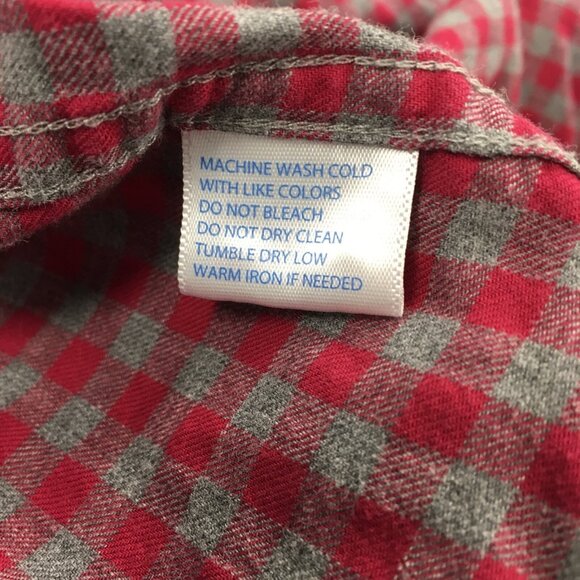 MACHINE WASH COLD
WITH LIKE COLORS
DO NOT BLEACH
DO NOT DRY CLEAN
TUMBLE DRY LOW
WARM IRON IF NEEDED